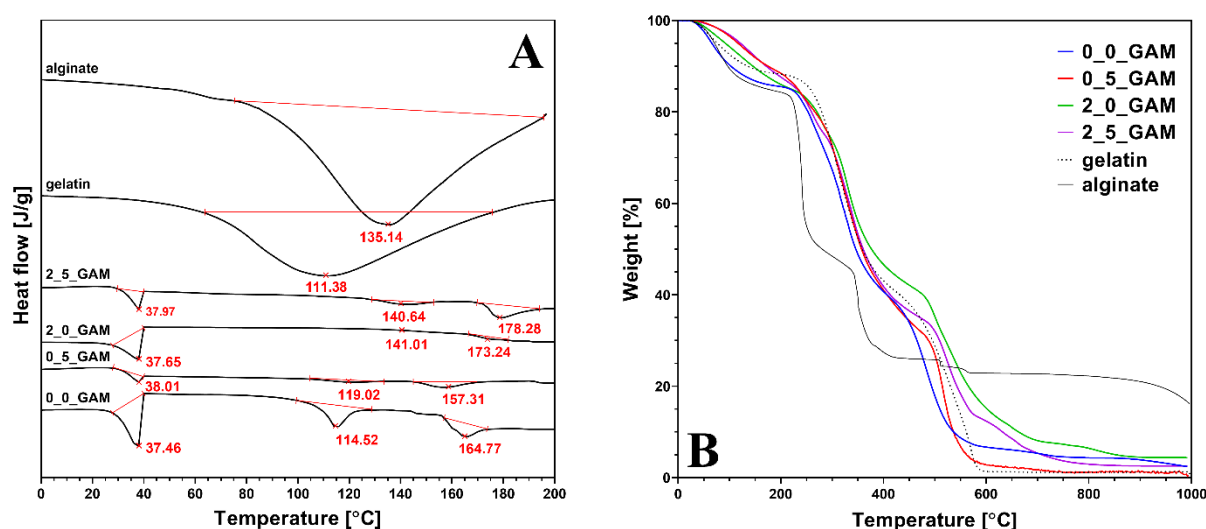 A
alginate
135.14
gelatin
111.38
2_5_GAM
37.97
140.64
178.28
2_0_GAM
37.65
141.01
173.24
0_5_GAM
38.01
119.02
157.31
0_0_GAM
37.46
114.52
164.77
Heat flow [J/g]
0 20 40 60 80 100 120 140 160 180 200
Temperature [°C]
B
100
80
60
40
20
0
Weight [%]
0_0_GAM
0_5_GAM
2_0_GAM
2_5_GAM
gelatin
alginate
0 200 400 600 800 1000
Temperature [°C]